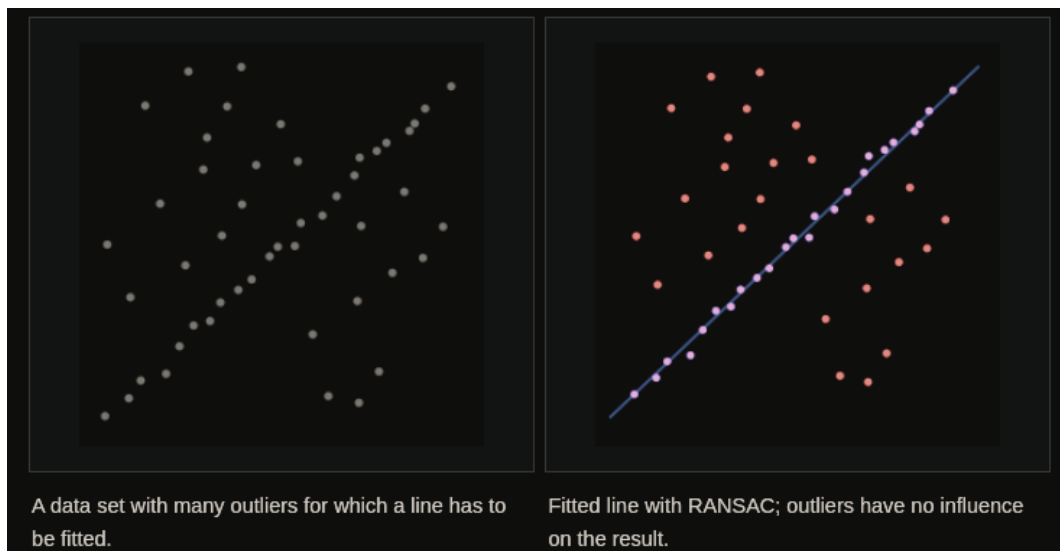 A data set with many outliers for which a line has to
be fitted.
Fitted line with RANSAC; outliers have no influence
on the result.